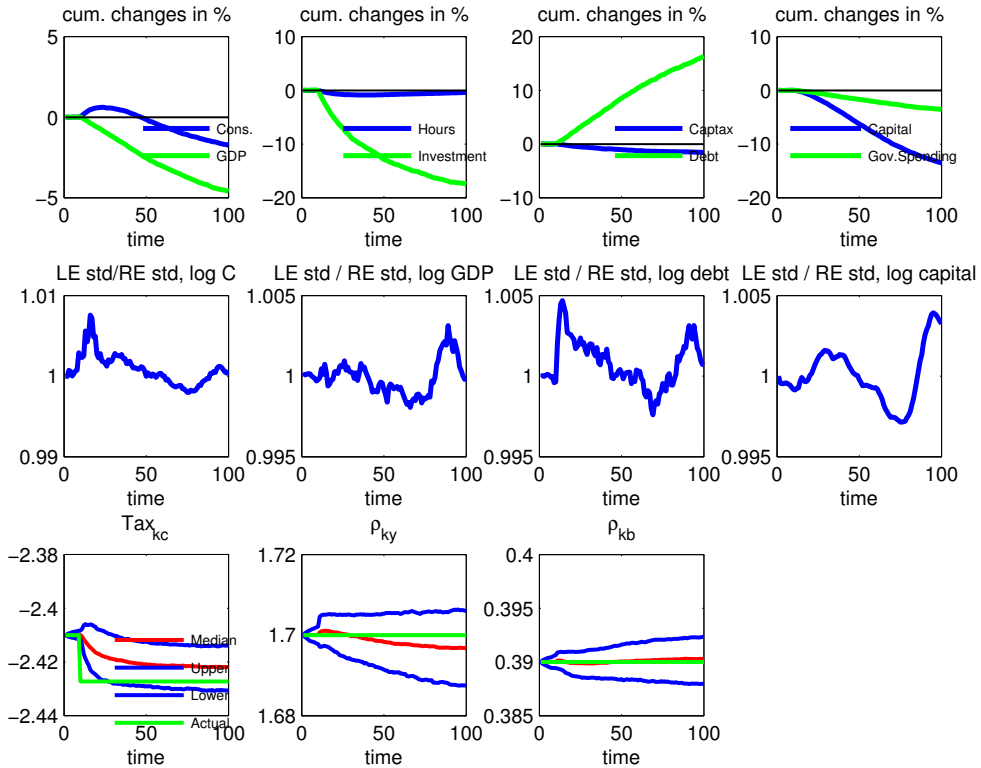 cum. changes in %
cum. changes in %
cum. changes in %
cum. changes in %
5
0
−5
Cons.
GDP
0 50 100
time
10
0
−10
−20
Hours
Investment
0 50 100
time
20
10
0
−10
Captax
Debt
0 50 100
time
10
0
−10
−20
Capital
Gov.Spending
0 50 100
time
LE std/RE std, log C
LE std / RE std, log GDP
LE std / RE std, log debt
LE std / RE std, log capital
1.01
1
0.99
0 50 100
time
1.005
1
0.995
0 50 100
time
1.005
1
0.995
0 50 100
time
1.005
1
0.995
0 50 100
time
Tax_kc
ρ_ky
ρ_kb
−2.38
−2.4
−2.42
−2.44
Median
Upper
Lower
Actual
0 50 100
time
1.72
1.7
1.68
0 50 100
time
0.4
0.395
0.39
0.385
0 50 100
time